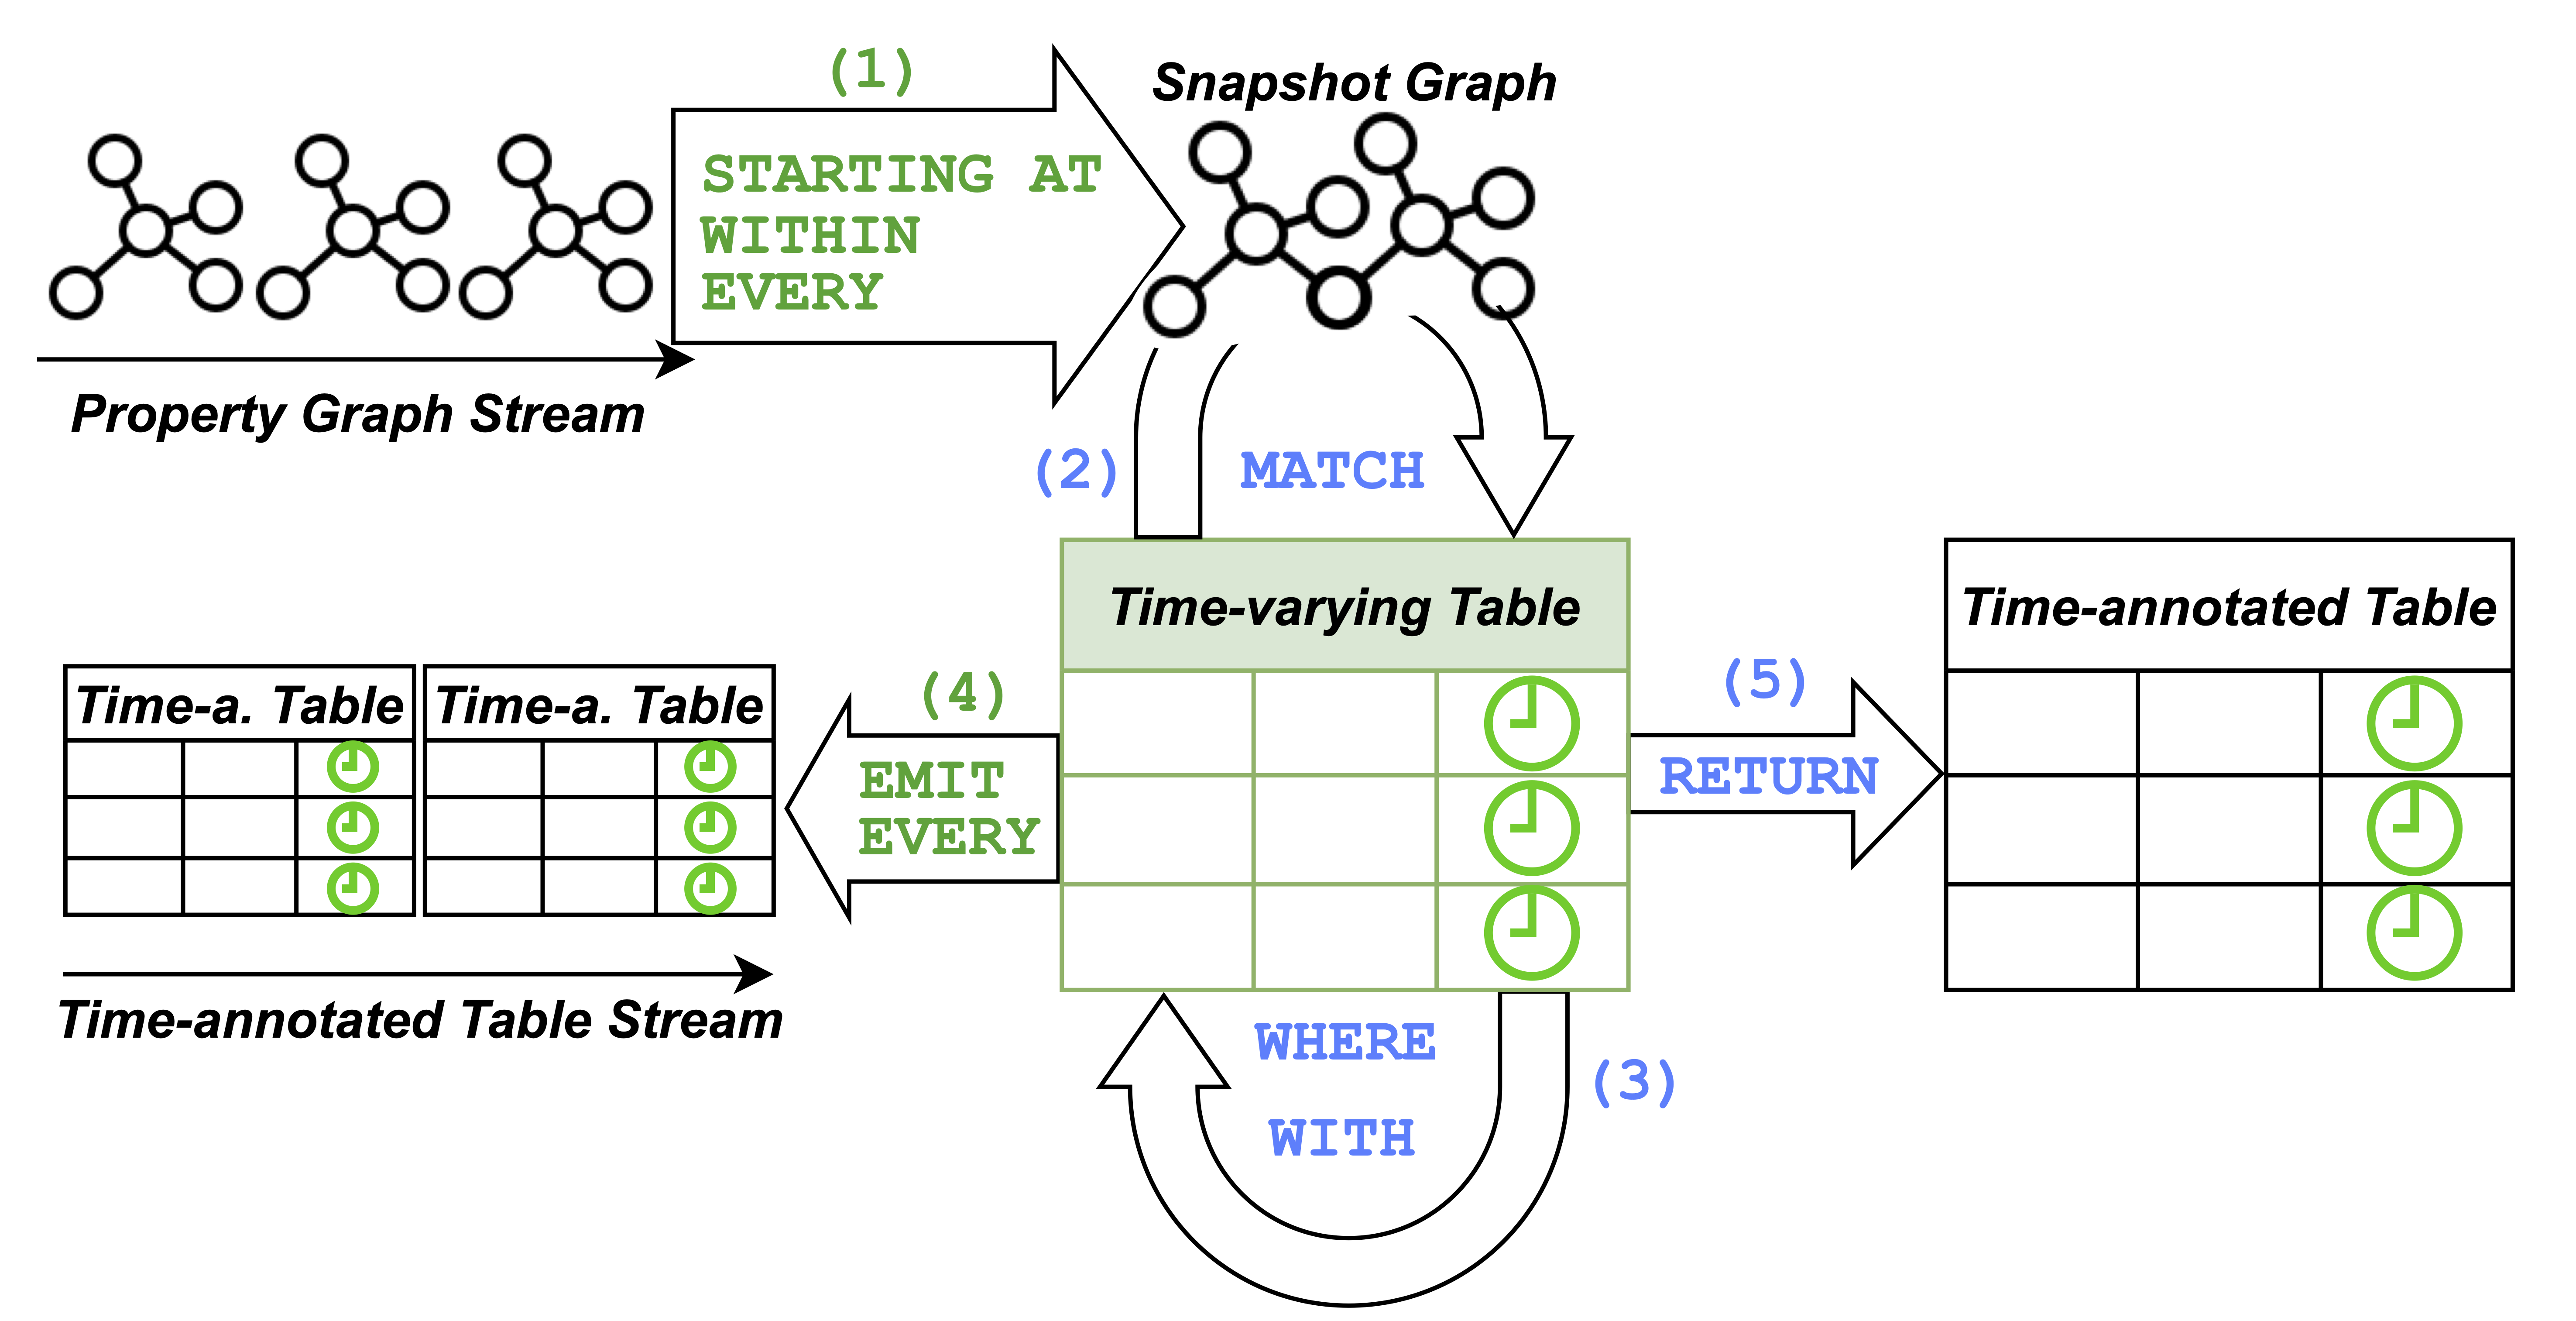 (1)
Snapshot Graph
STARTING AT
WITHIN
EVERY
Property Graph Stream
(2)
MATCH
Time-varying Table
Time-annotated Table
(4)
(5)
Time-a. Table
Time-a. Table
EMIT
EVERY
RETURN
Time-annotated Table Stream
WHERE
(3)
WITH